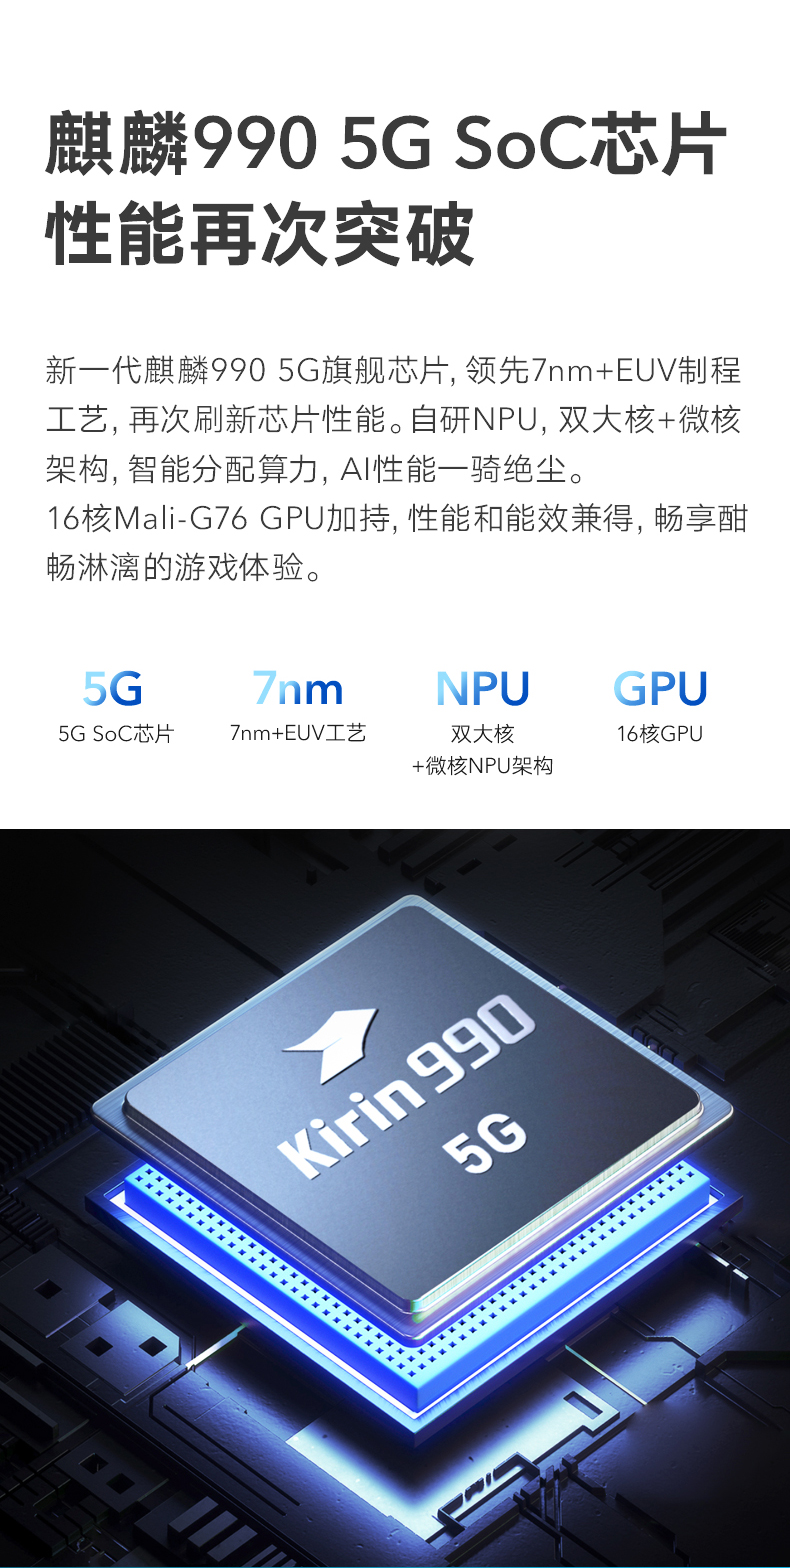 麒麟990 5G SoC芯片
性能再次突破
新一代麒麟990 5G旗舰芯片, 领先7nm+EUV制程
工艺, 再次刷新芯片性能。自研NPU, 双大核+微核
架构, 智能分配算力, AI性能一骑绝尘。
16核Mali-G76 GPU加持, 性能和能效兼得, 畅享酣
畅淋漓的游戏体验。
5G
7nm
NPU
GPU
5G SoC芯片
7nm+EUV工艺
双大核
+微核NPU架构
16核GPU
Kirin 990
5G